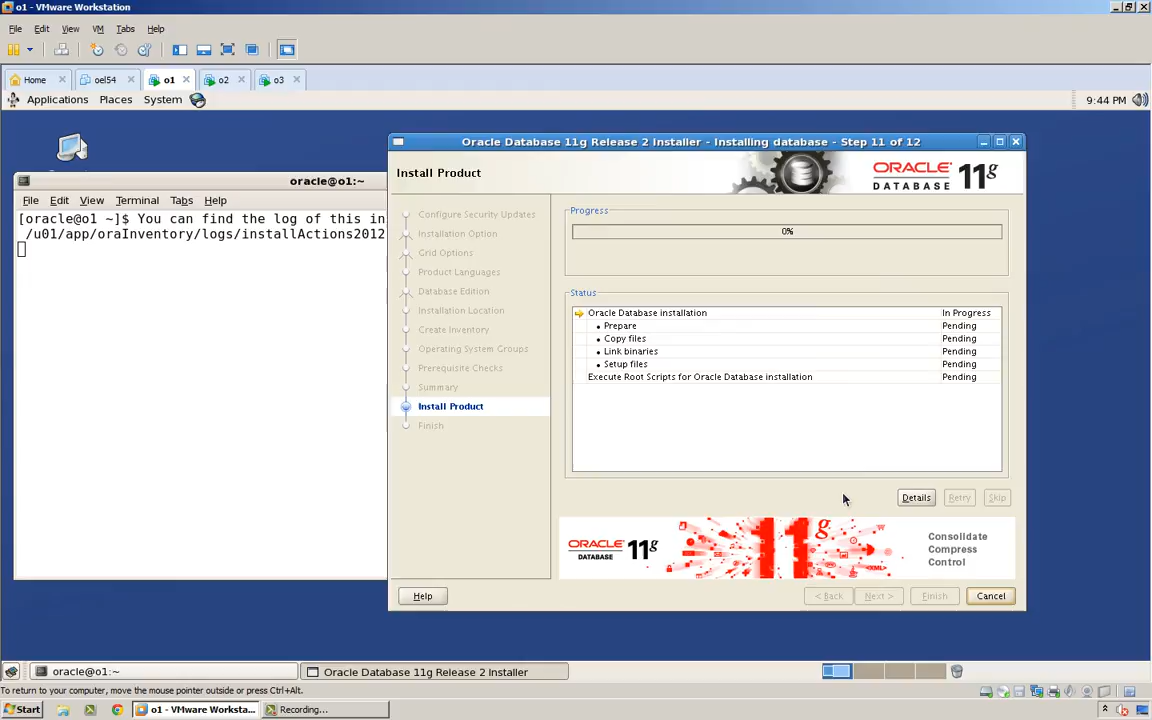 o1 - VMware Workstation
File Edit View VM Tabs Help
Home oel54 o1 o2 o3
Applications Places System 9:44 PM
oracle@o1:~
File Edit View Terminal Tabs Help
[oracle@o1 ~]$ You can find the log of this in
/u01/app/oraInventory/logs/installActions2012
Oracle Database 11g Release 2 Installer - Installing database - Step 11 of 12
Install Product
ORACLE DATABASE 11g
Configure Security Updates
Installation Option
Grid Options
Product Languages
Database Edition
Installation Location
Create Inventory
Operating System Groups
Prerequisite Checks
Summary
Install Product
Finish
Progress
0%
Status
Oracle Database installation In Progress
• Prepare Pending
• Copy files Pending
• Link binaries Pending
• Setup files Pending
Execute Root Scripts for Oracle Database installation Pending
Details Retry Skip
ORACLE DATABASE 11g
11g
Consolidate
Compress
Control
Help < Back Next > Finish Cancel
oracle@o1:~ Oracle Database 11g Release 2 Installer
To return to your computer, move the mouse pointer outside or press Ctrl+Alt.
Start o1 - VMware Worksta... Recording...